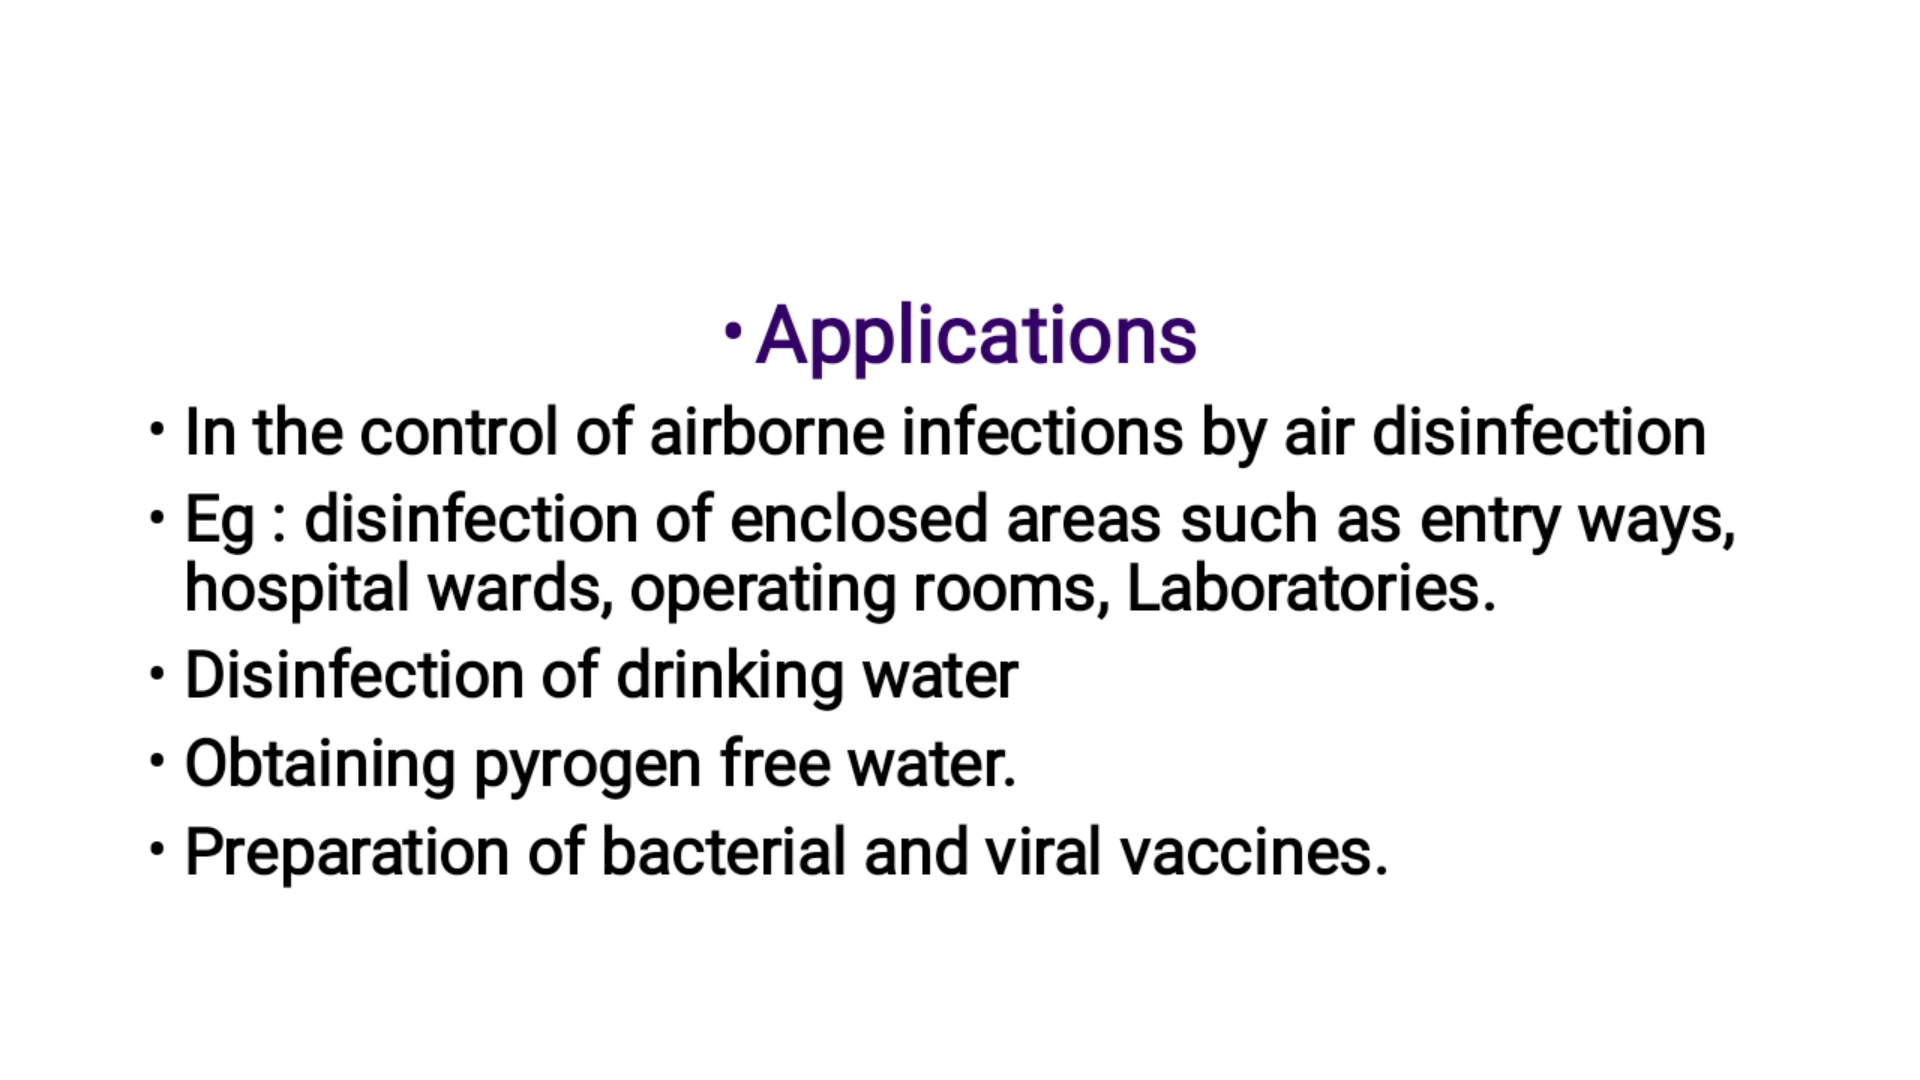 • Applications
• In the control of airborne infections by air disinfection
• Eg : disinfection of enclosed areas such as entry ways,
hospital wards, operating rooms, Laboratories.
• Disinfection of drinking water
• Obtaining pyrogen free water.
• Preparation of bacterial and viral vaccines.